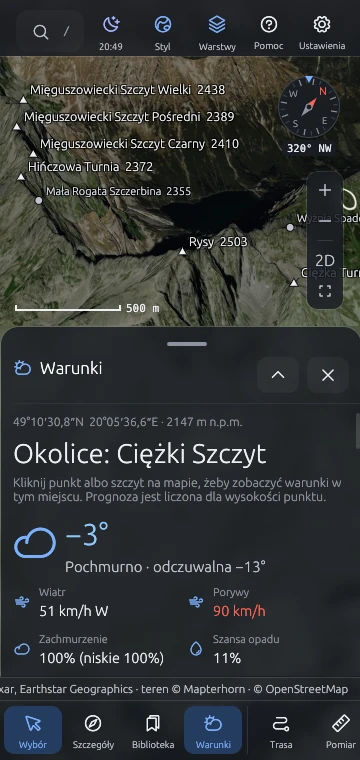 /
20:49
Styl
Warstwy
Pomoc
Ustawienia
Mięguszowiecki Szczyt Wielki 2438
Mięguszowiecki Szczyt Pośredni 2389
Mięguszowiecki Szczyt Czarny 2410
Hińczowa Turnia 2372
Mała Rogata Szczerbina 2355
Rysy 2503
W
N
S
E
320° NW
2D
500 m
Warunki
49°10′30,8″N 20°05′36,6″E · 2147 m n.p.m.
Okolice: Ciężki Szczyt
Kliknij punkt albo szczyt na mapie, żeby zobaczyć warunki w
tym miejscu. Prognoza jest liczona dla wysokości punktu.
−3°
Pochmurno · odczuwalna −13°
Wiatr
51 km/h W
Porywy
90 km/h
Zachmurzenie
100% (niskie 100%)
Szansa opadu
11%
Earthstar Geographics · teren © Mapterhorn · © OpenStreetMap
Wybór
Szczegóły
Biblioteka
Warunki
Trasa
Pomiar